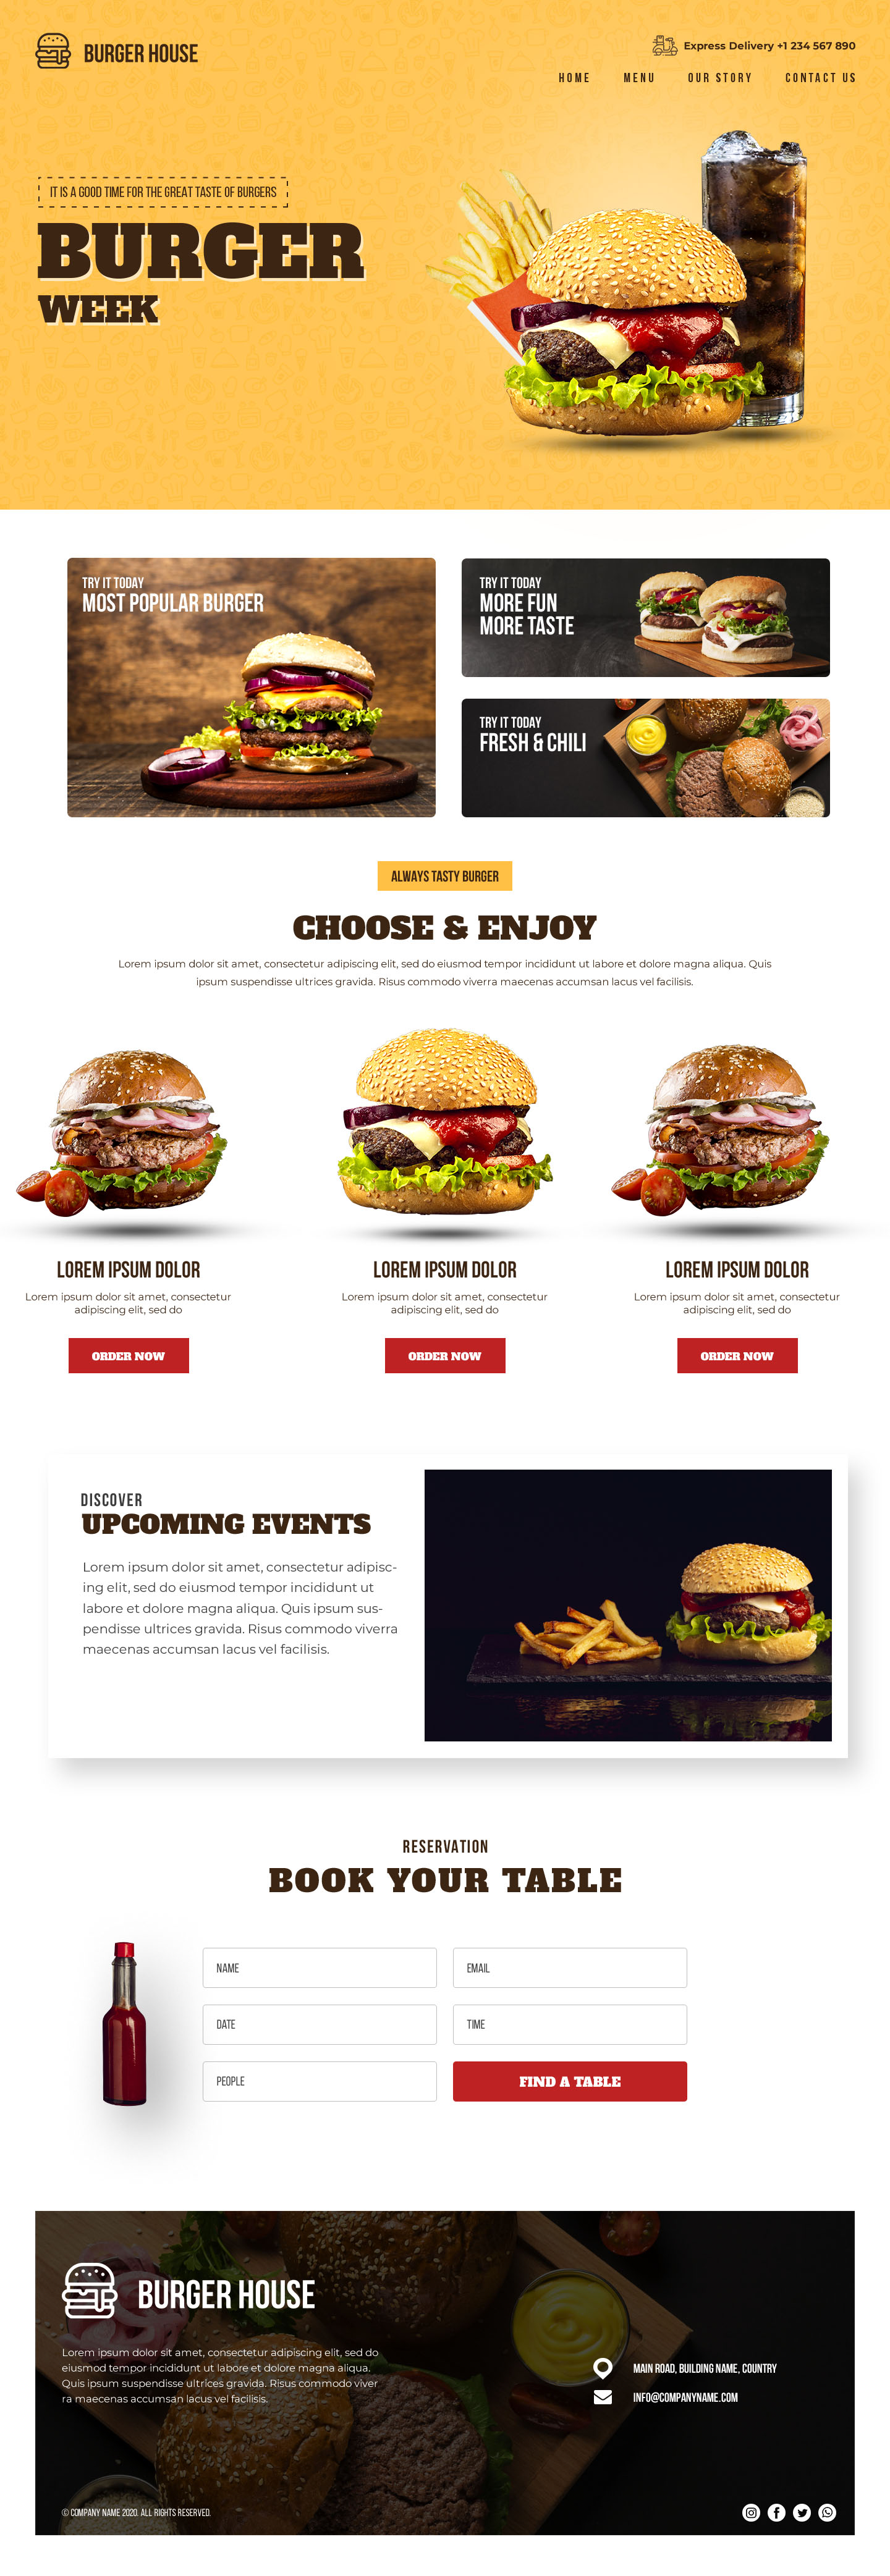 BURGER HOUSE
Express Delivery +1 234 567 890
HOME MENU OUR STORY CONTACT US
IT IS A GOOD TIME FOR THE GREAT TASTE OF BURGERS
BURGER
WEEK
TRY IT TODAY
MOST POPULAR BURGER
TRY IT TODAY
MORE FUN
MORE TASTE
TRY IT TODAY
FRESH & CHILI
ALWAYS TASTY BURGER
CHOOSE & ENJOY
Lorem ipsum dolor sit amet, consectetur adipiscing elit, sed do eiusmod tempor incididunt ut labore et dolore magna aliqua. Quis
ipsum suspendisse ultrices gravida. Risus commodo viverra maecenas accumsan lacus vel facilisis.
LOREM IPSUM DOLOR
Lorem ipsum dolor sit amet, consectetur
adipiscing elit, sed do
ORDER NOW
LOREM IPSUM DOLOR
Lorem ipsum dolor sit amet, consectetur
adipiscing elit, sed do
ORDER NOW
LOREM IPSUM DOLOR
Lorem ipsum dolor sit amet, consectetur
adipiscing elit, sed do
ORDER NOW
DISCOVER
UPCOMING EVENTS
Lorem ipsum dolor sit amet, consectetur adipisc-
ing elit, sed do eiusmod tempor incididunt ut
labore et dolore magna aliqua. Quis ipsum sus-
pendisse ultrices gravida. Risus commodo viverra
maecenas accumsan lacus vel facilisis.
RESERVATION
BOOK YOUR TABLE
NAME
EMAIL
DATE
TIME
PEOPLE
FIND A TABLE
BURGER HOUSE
Lorem ipsum dolor sit amet, consectetur adipiscing elit, sed do
eiusmod tempor incididunt ut labore et dolore magna aliqua.
Quis ipsum suspendisse ultrices gravida. Risus commodo viver
ra maecenas accumsan lacus vel facilisis.
MAIN ROAD, BUILDING NAME, COUNTRY
INFO@COMPANYNAME.COM
© COMPANY NAME 2020. ALL RIGHTS RESERVED.